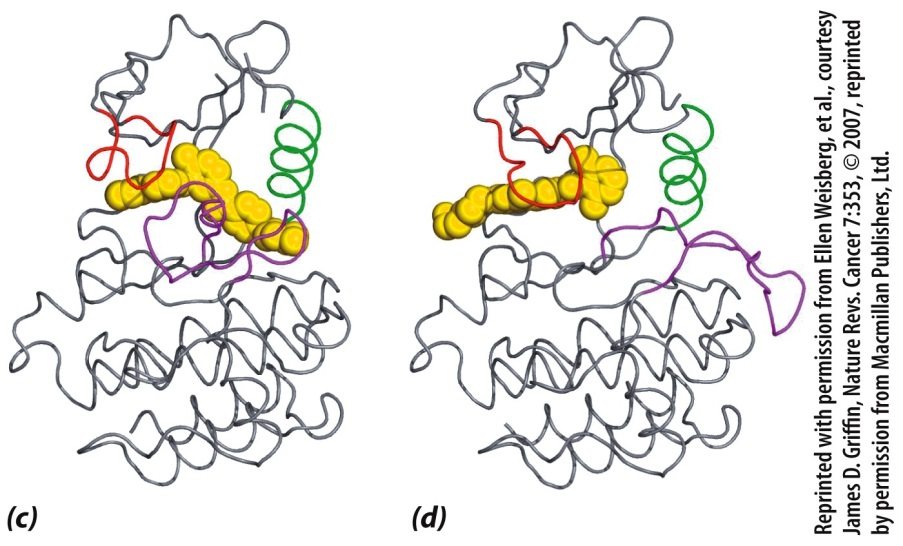 (c)
(d)
Reprinted with permission from Ellen Weisberg, et al., courtesy
James D. Griffin, Nature Revs. Cancer 7:353, © 2007, reprinted
by permission from Macmillan Publishers, Ltd.